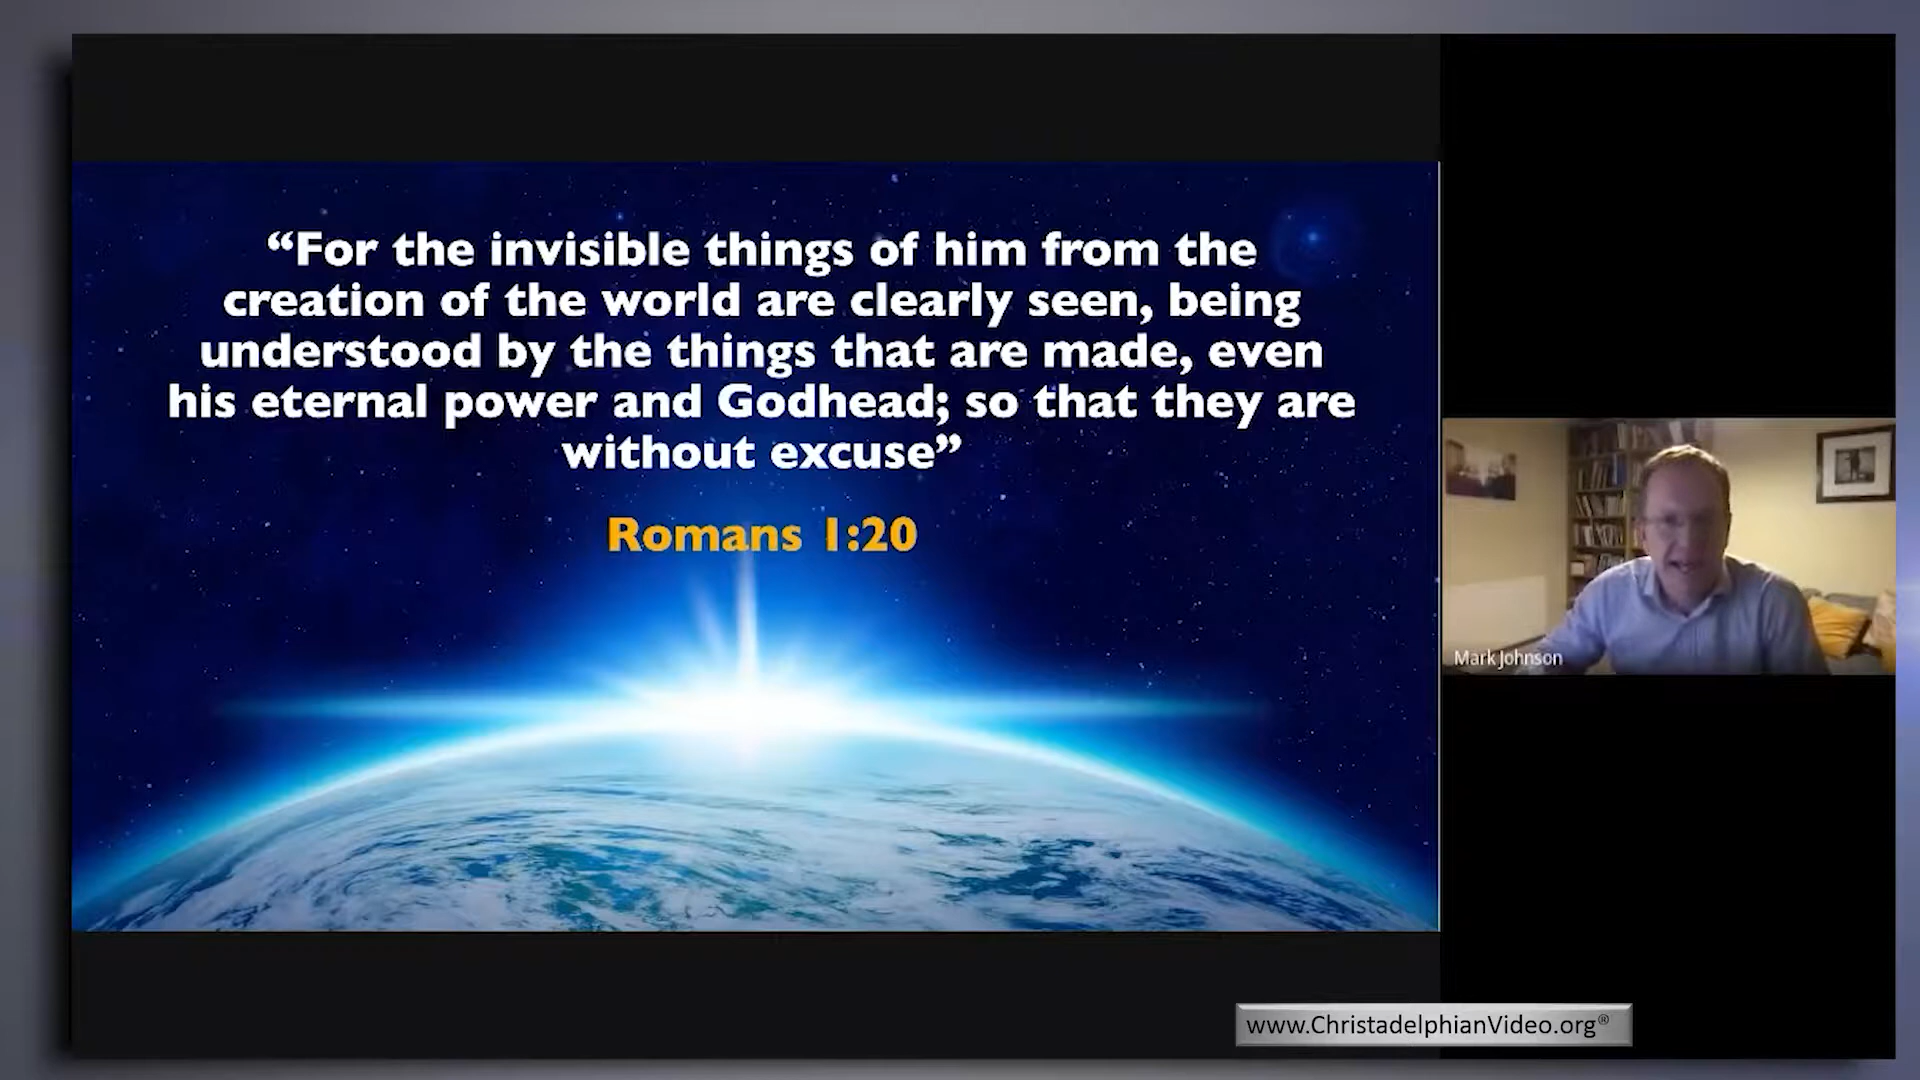 “For the invisible things of him from the
creation of the world are clearly seen, being
understood by the things that are made, even
his eternal power and Godhead; so that they are
without excuse”
Romans 1:20
Mark Johnson
www.ChristadelphianVideo.org®